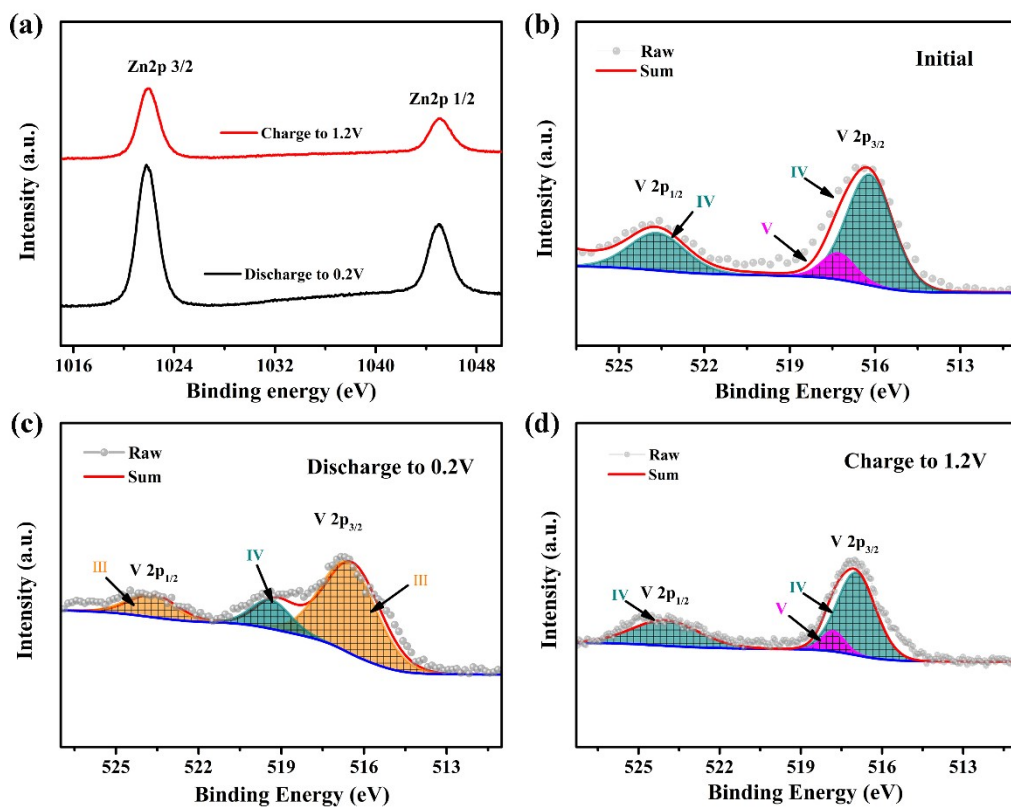 (a)
Zn2p 3/2
Zn2p 1/2
Charge to 1.2V
Discharge to 0.2V
Intensity (a.u.)
1016 1024 1032 1040 1048
Binding energy (eV)
(b)
Raw
Sum
Initial
V 2p3/2
IV
V 2p1/2
IV
V
Intensity (a.u.)
525 522 519 516 513
Binding Energy (eV)
(c)
Raw
Sum
Discharge to 0.2V
V 2p3/2
III
V 2p1/2
IV
III
Intensity (a.u.)
525 522 519 516 513
Binding Energy (eV)
(d)
Raw
Sum
Charge to 1.2V
V 2p3/2
IV
V 2p1/2
IV
V
Intensity (a.u.)
525 522 519 516 513
Binding Energy (eV)